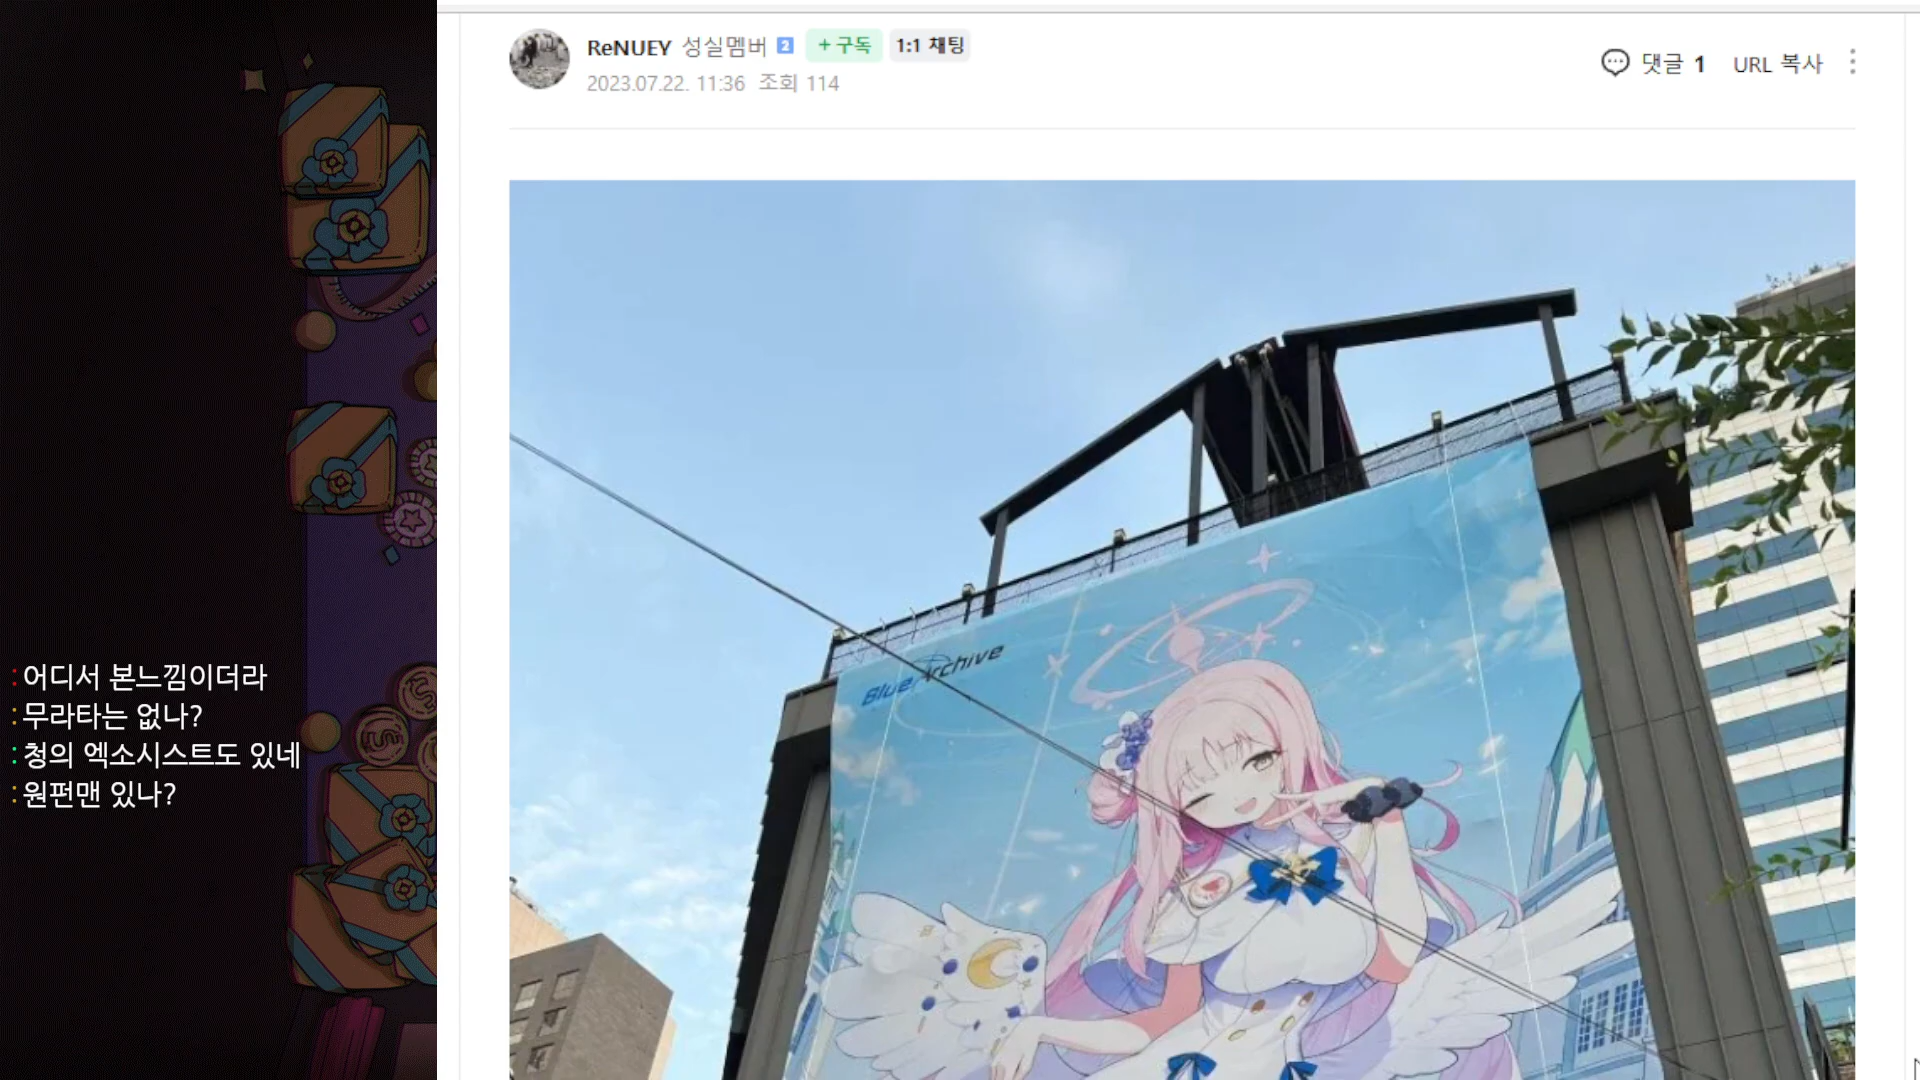 ReNUEY 성실멤버 2 + 구독 1:1 채팅
2023.07.22. 11:36 조회 114
댓글 1 URL 복사
Blue Archive
:어디서 본느낌이더라
:무라타는 없나?
:청의 엑소시스트도 있네
:원펀맨 있나?